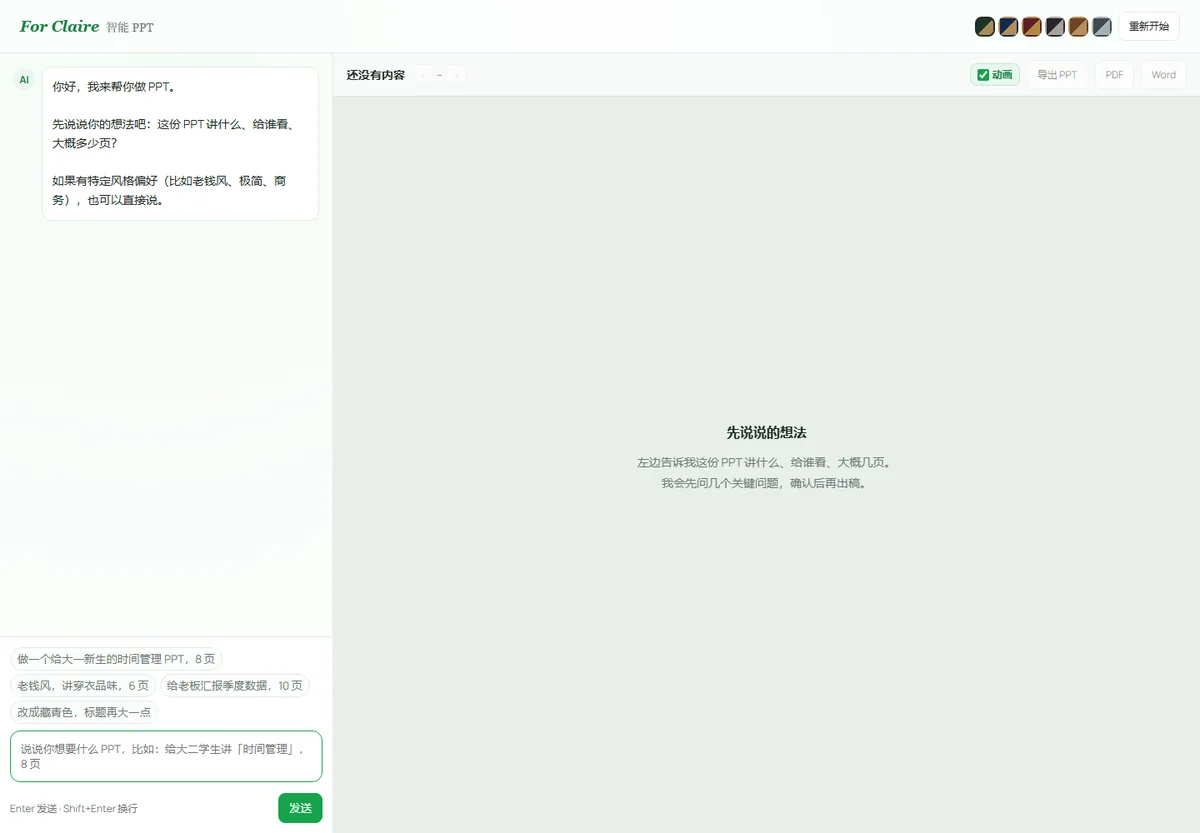 For Claire 智能 PPT
重新开始
AI
你好，我来帮你做 PPT。
先说说你的想法吧：这份 PPT 讲什么、给谁看、
大概多少页？
如果有特定风格偏好（比如老钱风、极简、商
务），也可以直接说。
还没有内容
‹ - ›
动画
导出 PPT
PDF
Word
先说说的想法
左边告诉我这份 PPT 讲什么、给谁看、大概几页。
我会先问几个关键问题，确认后再出稿。
做一个给大一新生的时间管理 PPT，8 页
老钱风，讲穿衣品味，6 页
给老板汇报季度数据，10 页
改成藏青色，标题再大一点
说说你想要什么 PPT，比如：给大二学生讲「时间管理」，
8 页
Enter 发送 · Shift+Enter 换行
发送